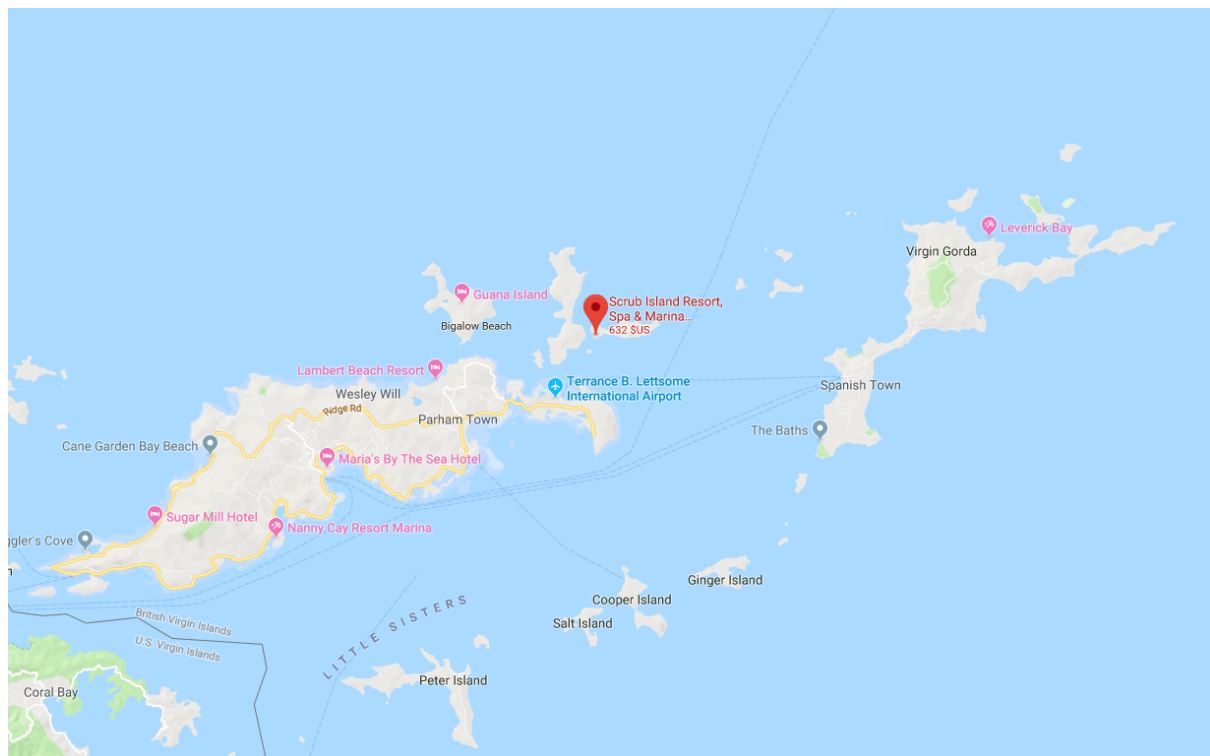 Leverick Bay
Virgin Gorda
Guana Island
Scrub Island Resort,
Spa & Marina...
632 $US
Bigalow Beach
Lambert Beach Resort
Terrance B. Lettsome
International Airport
Spanish Town
Wesley Will
Ridge Rd
Parham Town
The Baths
Cane Garden Bay Beach
Maria's By The Sea Hotel
Sugar Mill Hotel
Nanny Cay Resort Marina
ggler's Cove
n
Ginger Island
Cooper Island
British Virgin Islands
Salt Island
LITTLE SISTERS
U.S. Virgin Islands
Peter Island
Coral Bay